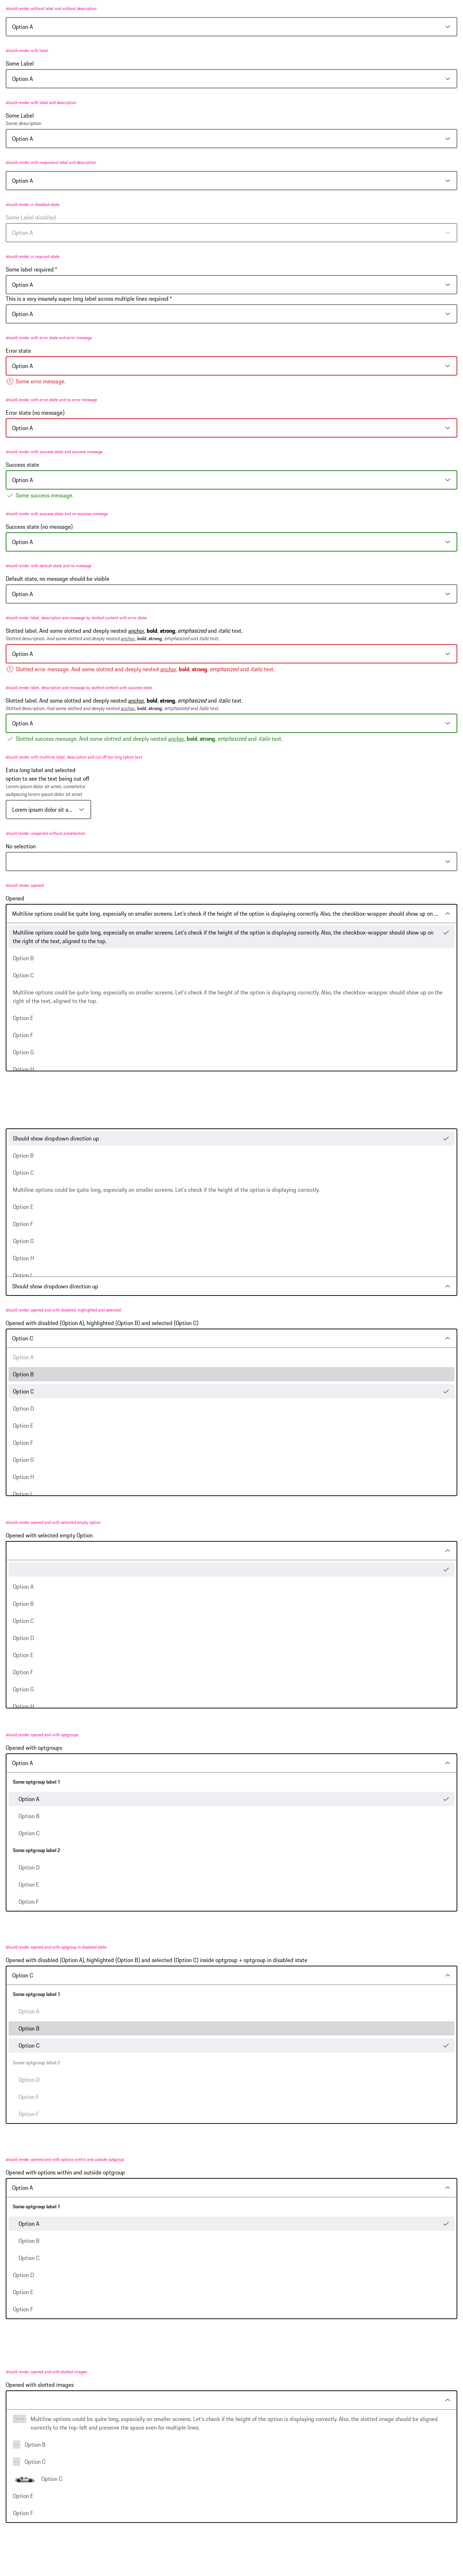 should render without label and without description
Option A
should render with label
Some Label
Option A
should render with label and description
Some Label
Some description
Option A
should render with responsive label and description
Option A
should render in disabled state
Some Label disabled
Option A
should render in required state
Some label required *
Option A
This is a very insanely super long label across multiple lines required *
Option A
should render with error state and error message
Error state
Option A
Some error message.
should render with error state and no error message
Error state (no message)
Option A
should render with success state and success message
Success state
Option A
Some success message.
should render with success state and no success message
Success state (no message)
Option A
should render with default state and no message
Default state, no message should be visible
Option A
should render label, description and message by slotted content with error state
Slotted label. And some slotted and deeply nested anchor, bold, strong, emphasized and italic text.
Slotted description. And some slotted and deeply nested anchor, bold, strong, emphasized and italic text.
Option A
Slotted error message. And some slotted and deeply nested anchor, bold, strong, emphasized and italic text.
should render label, description and message by slotted content with success state
Slotted label. And some slotted and deeply nested anchor, bold, strong, emphasized and italic text.
Slotted description. And some slotted and deeply nested anchor, bold, strong, emphasized and italic text.
Option A
Slotted success message. And some slotted and deeply nested anchor, bold, strong, emphasized and italic text.
should render with multiline label, description and cut off too long option text
Extra long label and selected
option to see the text being cut off
Lorem ipsum dolor sit amet, consetetur
sadipscing lorem ipsum dolor sit amet
Lorem ipsum dolor sit a...
should render unopened without preselection
No selection
should render opened
Opened
Multiline options could be quite long, especially on smaller screens. Let's check if the height of the option is displaying correctly. Also, the checkbox-wrapper should show up on ...
Multiline options could be quite long, especially on smaller screens. Let's check if the height of the option is displaying correctly. Also, the checkbox-wrapper should show up on
the right of the text, aligned to the top.
Option B
Option C
Multiline options could be quite long, especially on smaller screens. Let's check if the height of the option is displaying correctly. Also, the checkbox-wrapper should show up on the
right of the text, aligned to the top.
Option E
Option F
Option G
Option H
Should show dropdown direction up
Option B
Option C
Multiline options could be quite long, especially on smaller screens. Let's check if the height of the option is displaying correctly.
Option E
Option F
Option G
Option H
Option I
Should show dropdown direction up
should render opened and with disabled, highlighted and selected
Opened with disabled (Option A), highlighted (Option B) and selected (Option C)
Option C
Option A
Option B
Option C
Option D
Option E
Option F
Option G
Option H
Option I
should render opened and with selected empty option
Opened with selected empty Option
Option A
Option B
Option C
Option D
Option E
Option F
Option G
Option H
should render opened and with optgroups
Opened with optgroups
Option A
Some optgroup label 1
Option A
Option B
Option C
Some optgroup label 2
Option D
Option E
Option F
should render opened and with optgroup in disabled state
Opened with disabled (Option A), highlighted (Option B) and selected (Option C) inside optgroup + optgroup in disabled state
Option C
Some optgroup label 1
Option A
Option B
Option C
Some optgroup label 2
Option D
Option E
Option F
should render opened and with options within and outside optgroup
Opened with options within and outside optgroup
Option A
Some optgroup label 1
Option A
Option B
Option C
Option D
Option E
Option F
should render opened and with slotted images
Opened with slotted images
Multiline options could be quite long, especially on smaller screens. Let's check if the height of the option is displaying correctly. Also, the slotted image should be aligned
correctly to the top-left and preserve the space even for multiple lines.
Option B
Option C
Option C
Option E
Option F